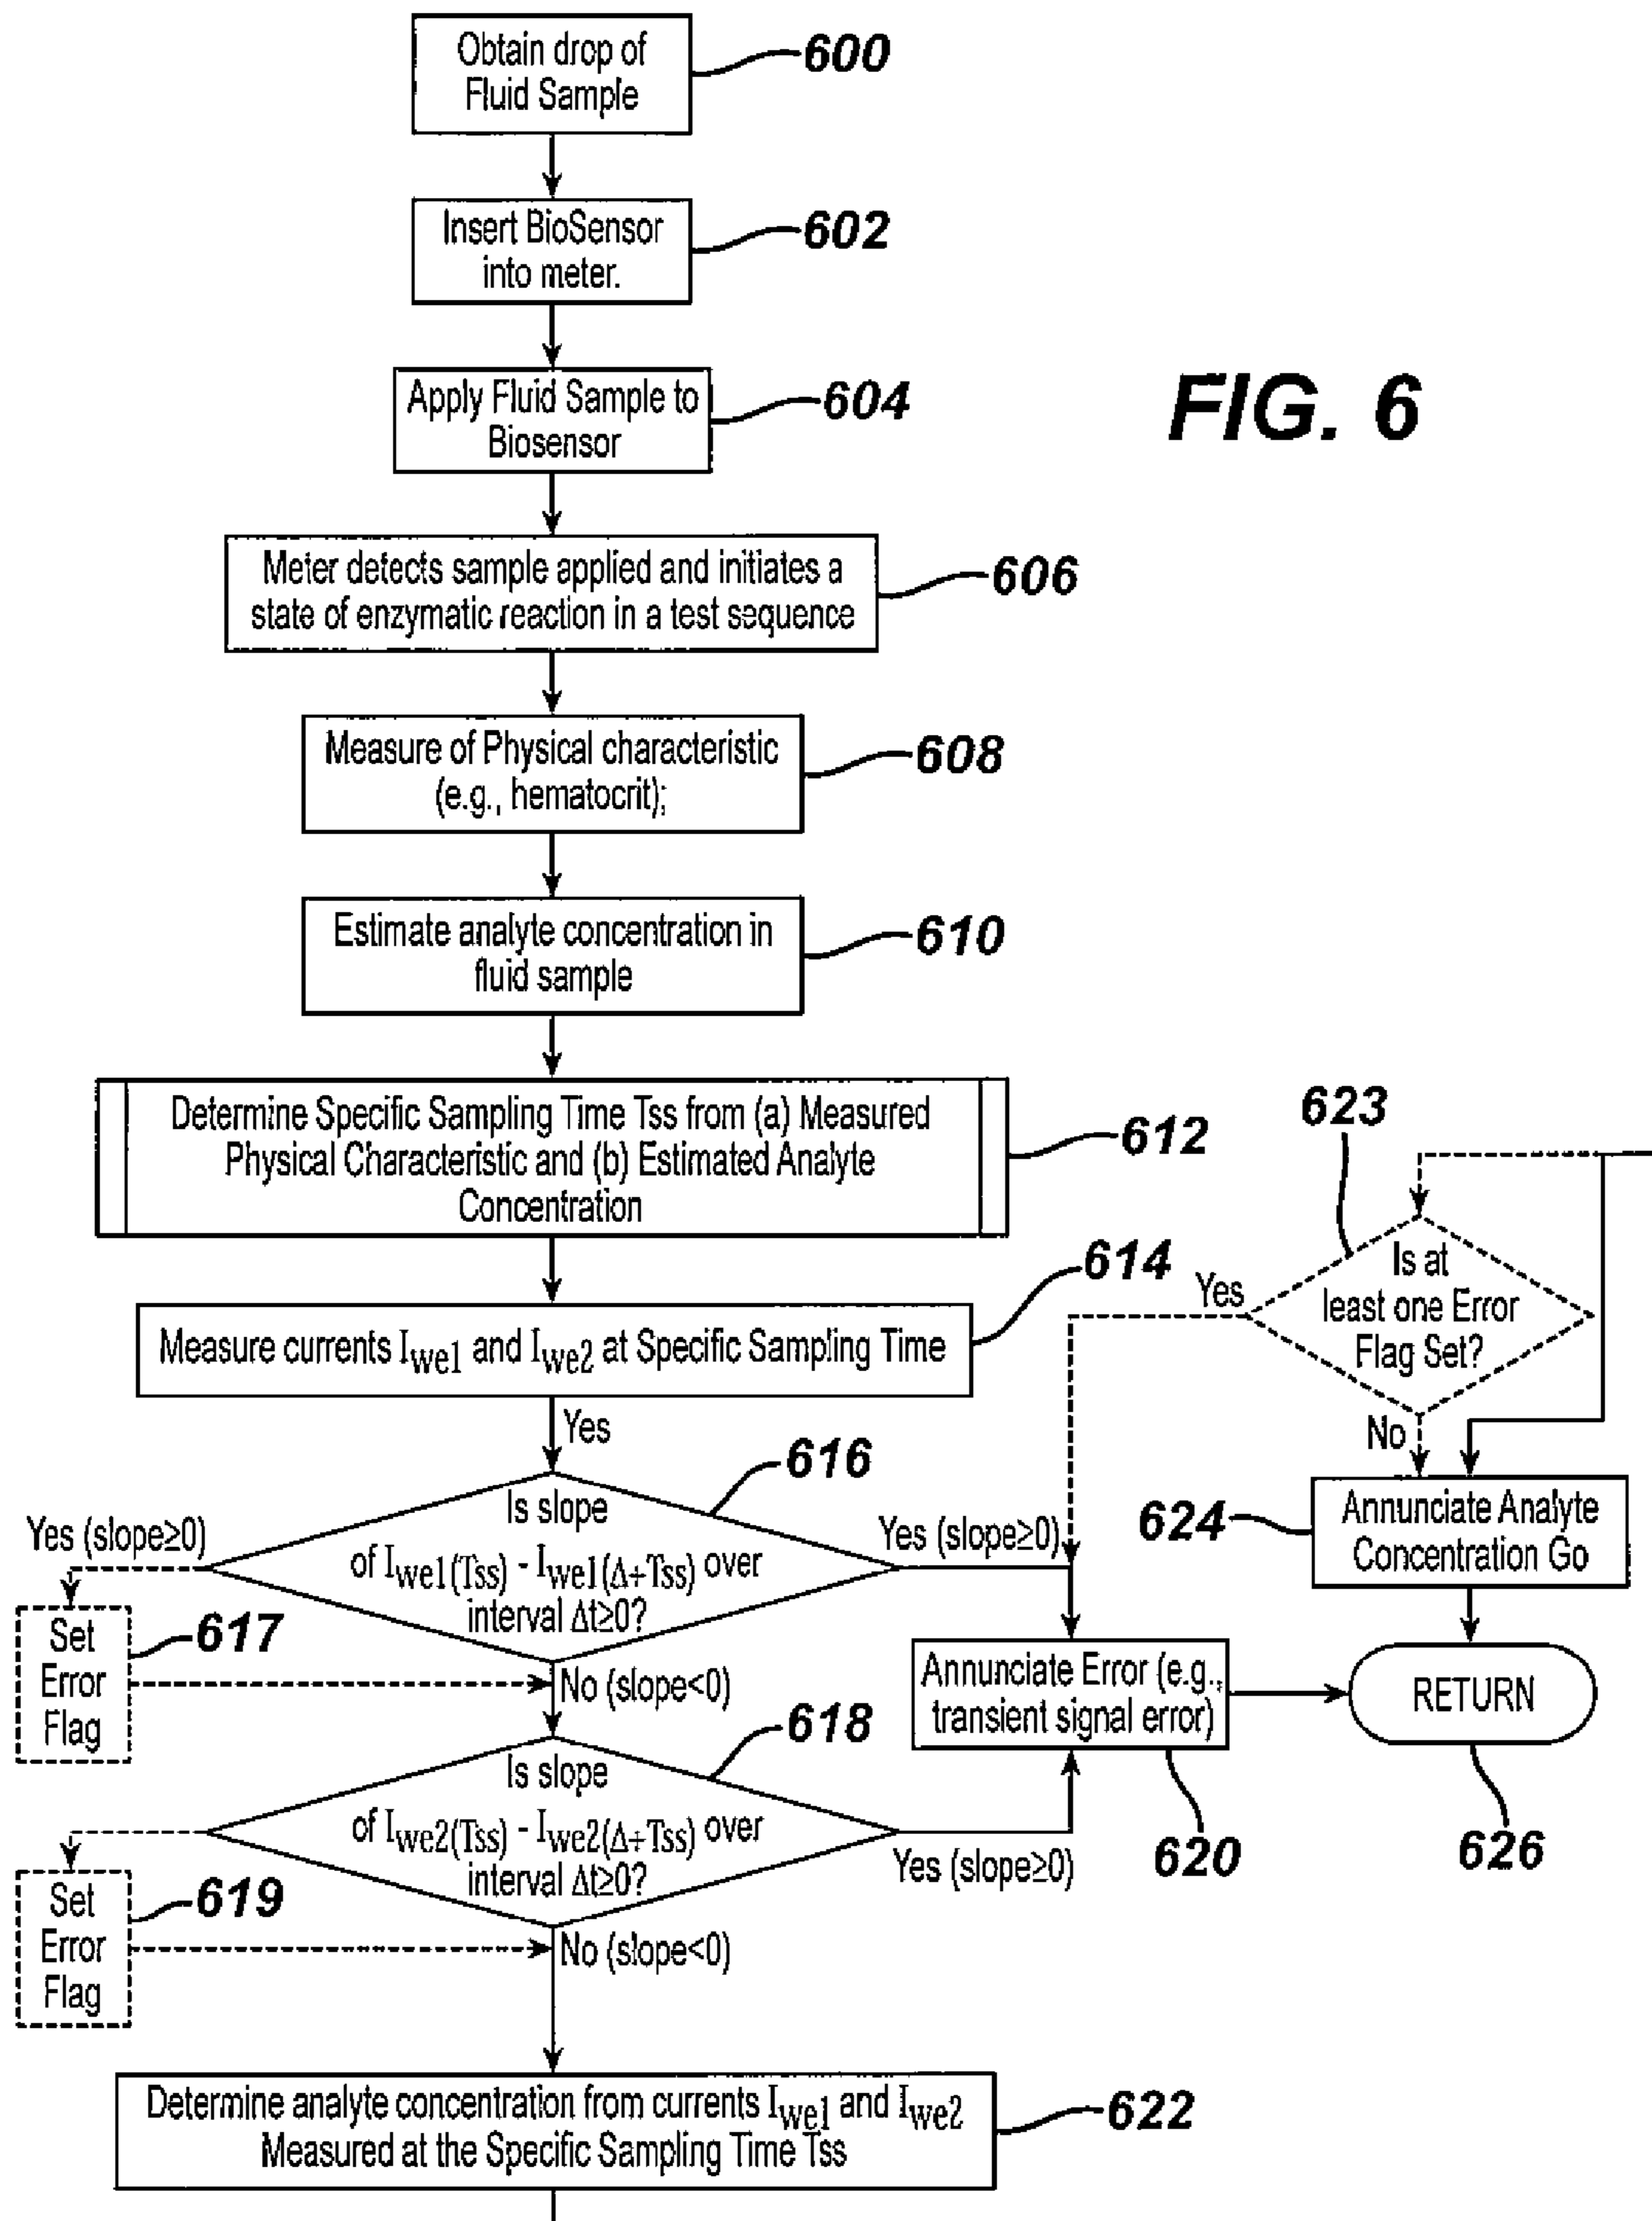 Obtain drop of
Fluid Sample
600
Insert BioSensor
into meter.
602
Apply Fluid Sample to
Biosensor
604
FIG. 6
Meter detects sample applied and initiates a
state of enzymatic reaction in a test sequence
606
Measure of Physical characteristic
(e.g., hematocrit);
608
Estimate analyte concentration in
fluid sample
610
Determine Specific Sampling Time Tss from (a) Measured
Physical Characteristic and (b) Estimated Analyte
Concentration
612
Measure currents Iwe1 and Iwe2 at Specific Sampling Time
614
Yes
Is slope
of Iwe1(Tss) - Iwe1(Δ+Tss) over
interval Δt≥0?
616
Yes (slope≥0)
Yes (slope≥0)
Set
Error
Flag
617
No (slope<0)
Is slope
of Iwe2(Tss) - Iwe2(Δ+Tss) over
interval Δt≥0?
618
Yes (slope≥0)
Set
Error
Flag
619
No (slope<0)
Determine analyte concentration from currents Iwe1 and Iwe2
Measured at the Specific Sampling Time Tss
622
623
Is at
least one Error
Flag Set?
Yes
No
624
Annunciate Analyte
Concentration Go
Annunciate Error (e.g.,
transient signal error)
620
RETURN
626